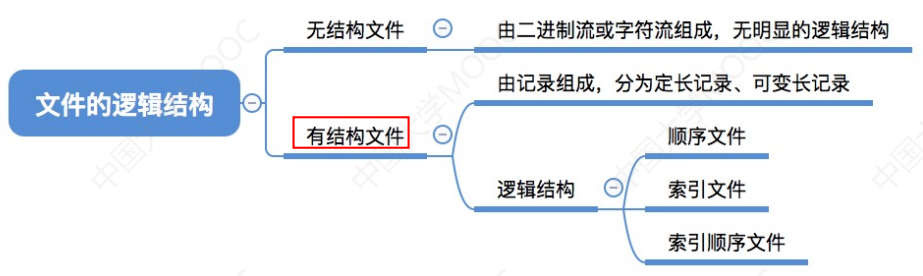 无结构文件
由二进制流或字符流组成，无明显的逻辑结构
文件的逻辑结构
由记录组成，分为定长记录、可变长记录
有结构文件
顺序文件
逻辑结构
索引文件
索引顺序文件
中国大学MOOC